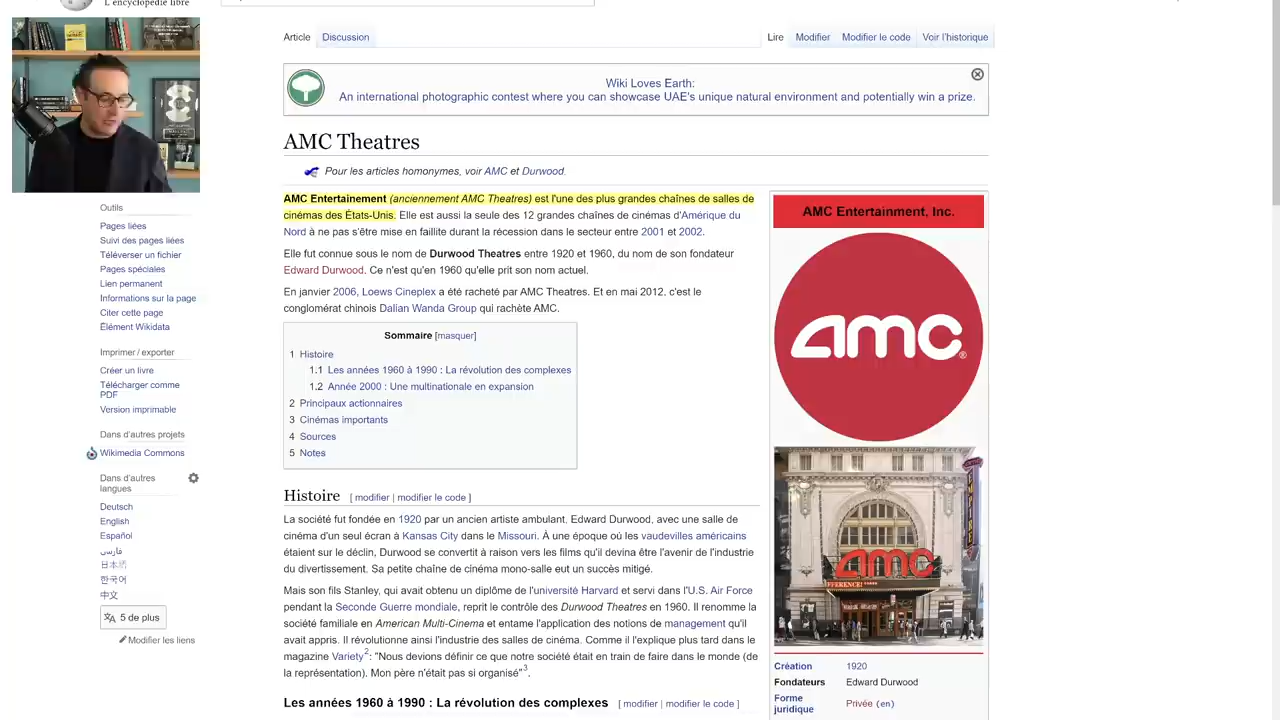 L'encyclopédie libre
Article Discussion Lire Modifier Modifier le code Voir l'historique
Wiki Loves Earth:
An international photographic contest where you can showcase UAE's unique natural environment and potentially win a prize.
AMC Theatres
Pour les articles homonymes, voir AMC et Durwood.
AMC Entertainement (anciennement AMC Theatres) est l'une des plus grandes chaînes de salles de
cinémas des États-Unis. Elle est aussi la seule des 12 grandes chaînes de cinémas d'Amérique du
Nord à ne pas s'être mise en faillite durant la récession dans le secteur entre 2001 et 2002.
Elle fut connue sous le nom de Durwood Theatres entre 1920 et 1960, du nom de son fondateur
Edward Durwood. Ce n'est qu'en 1960 qu'elle prit son nom actuel.
En janvier 2006, Loews Cineplex a été racheté par AMC Theatres. Et en mai 2012, c'est le
conglomérat chinois Dalian Wanda Group qui rachète AMC.
Sommaire [masquer]
1 Histoire
1.1 Les années 1960 à 1990 : La révolution des complexes
1.2 Année 2000 : Une multinationale en expansion
2 Principaux actionnaires
3 Cinémas importants
4 Sources
5 Notes
Histoire [ modifier | modifier le code ]
La société fut fondée en 1920 par un ancien artiste ambulant, Edward Durwood, avec une salle de
cinéma d'un seul écran à Kansas City dans le Missouri. À une époque où les vaudevilles américains
étaient sur le déclin, Durwood se convertit à raison vers les films qu'il devina être l'avenir de l'industrie
du divertissement. Sa petite chaîne de cinéma mono-salle eut un succès mitigé.
Mais son fils Stanley, qui avait obtenu un diplôme de l'université Harvard et servi dans l'U.S. Air Force
pendant la Seconde Guerre mondiale, reprit le contrôle des Durwood Theatres en 1960. Il renomme la
société familiale en American Multi-Cinema et entame l'application des notions de management qu'il
avait appris. Il révolutionne ainsi l'industrie des salles de cinéma. Comme il l'explique plus tard dans le
magazine Variety2: "Nous devions définir ce que notre société était en train de faire dans le monde (de
la représentation). Mon père n'était pas si organisé"3.
Les années 1960 à 1990 : La révolution des complexes [ modifier | modifier le code ]
AMC Entertainment, Inc.
amc
amc
Création 1920
Fondateurs Edward Durwood
Forme
juridique Privée (en)
Outils
Pages liées
Suivi des pages liées
Téléverser un fichier
Pages spéciales
Lien permanent
Informations sur la page
Citer cette page
Élément Wikidata
Imprimer / exporter
Créer un livre
Télécharger comme
PDF
Version imprimable
Dans d'autres projets
Wikimedia Commons
Dans d'autres
langues
Deutsch
English
Español
فارسی
日本語
한국어
中文
5 de plus
Modifier les liens